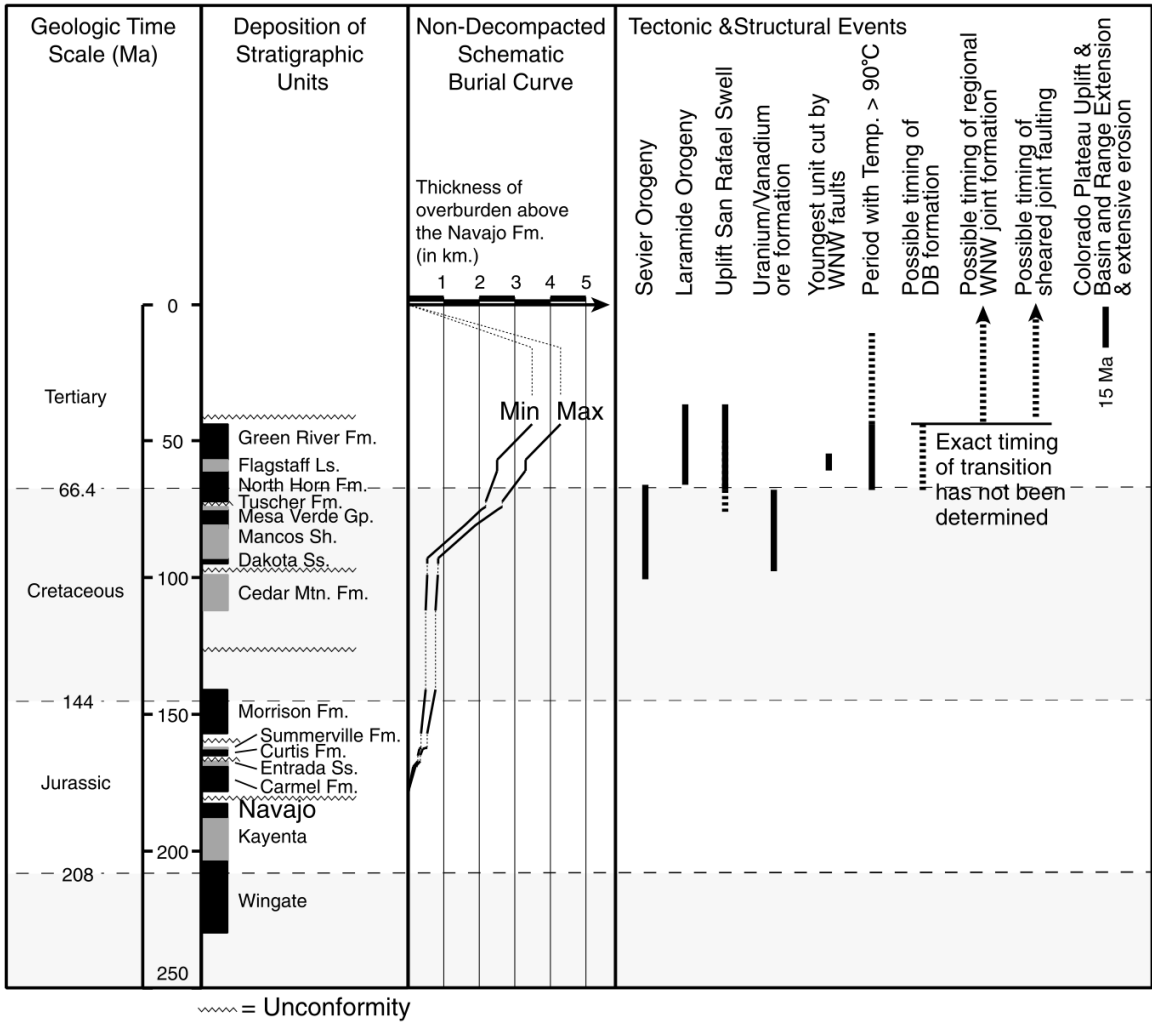 Geologic Time
Scale (Ma)
Deposition of
Stratigraphic
Units
Non-Decompacted
Schematic
Burial Curve
Tectonic &Structural Events
Thickness of
overburden above
the Navajo Fm.
(in km.)
1 2 3 4 5
Sevier Orogeny
Laramide Orogeny
Uplift San Rafael Swell
Uranium/Vanadium
ore formation
Youngest unit cut by
WNW faults
Period with Temp. > 90°C
Possible timing of
DB formation
Possible timing of regional
WNW joint formation
Possible timing of
sheared joint faulting
Colorado Plateau Uplift &
Basin and Range Extension
& extensive erosion
15 Ma
0
50
66.4
100
144
150
200
208
250
Tertiary
Cretaceous
Jurassic
Green River Fm.
Flagstaff Ls.
North Horn Fm.
Tuscher Fm.
Mesa Verde Gp.
Mancos Sh.
Dakota Ss.
Cedar Mtn. Fm.
Morrison Fm.
Summerville Fm.
Curtis Fm.
Entrada Ss.
Carmel Fm.
Navajo
Kayenta
Wingate
Min Max
Exact timing
of transition
has not been
determined
= Unconformity